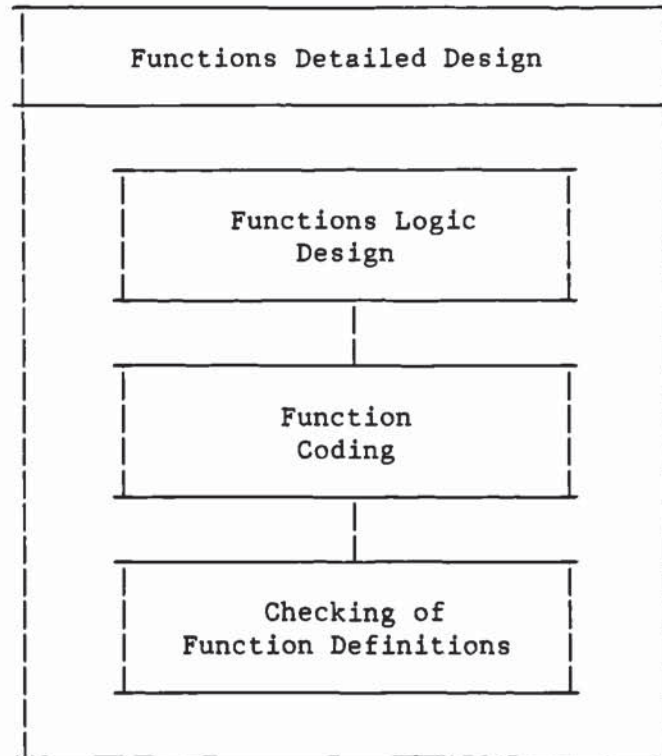 Functions Detailed Design
Functions Logic
Design
Function
Coding
Checking of
Function Definitions